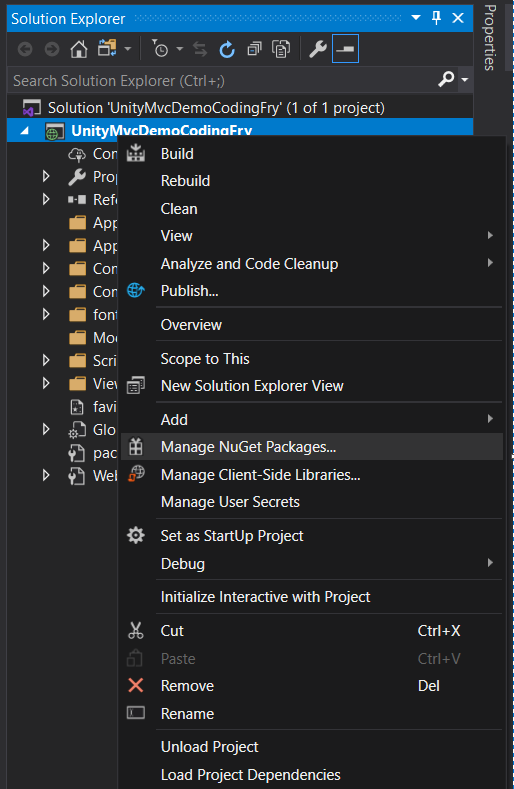 Solution Explorer
Properties
Search Solution Explorer (Ctrl+;)
Solution 'UnityMvcDemoCodingFry' (1 of 1 project)
UnityMvcDemoCodingFry
Con
Prop
Refe
App
App
Con
Con
font
Mod
Scri
View
favi
Glo
pac
Web
Build
Rebuild
Clean
View
Analyze and Code Cleanup
Publish...
Overview
Scope to This
New Solution Explorer View
Add
Manage NuGet Packages...
Manage Client-Side Libraries...
Manage User Secrets
Set as StartUp Project
Debug
Initialize Interactive with Project
Cut Ctrl+X
Paste Ctrl+V
Remove Del
Rename
Unload Project
Load Project Dependencies